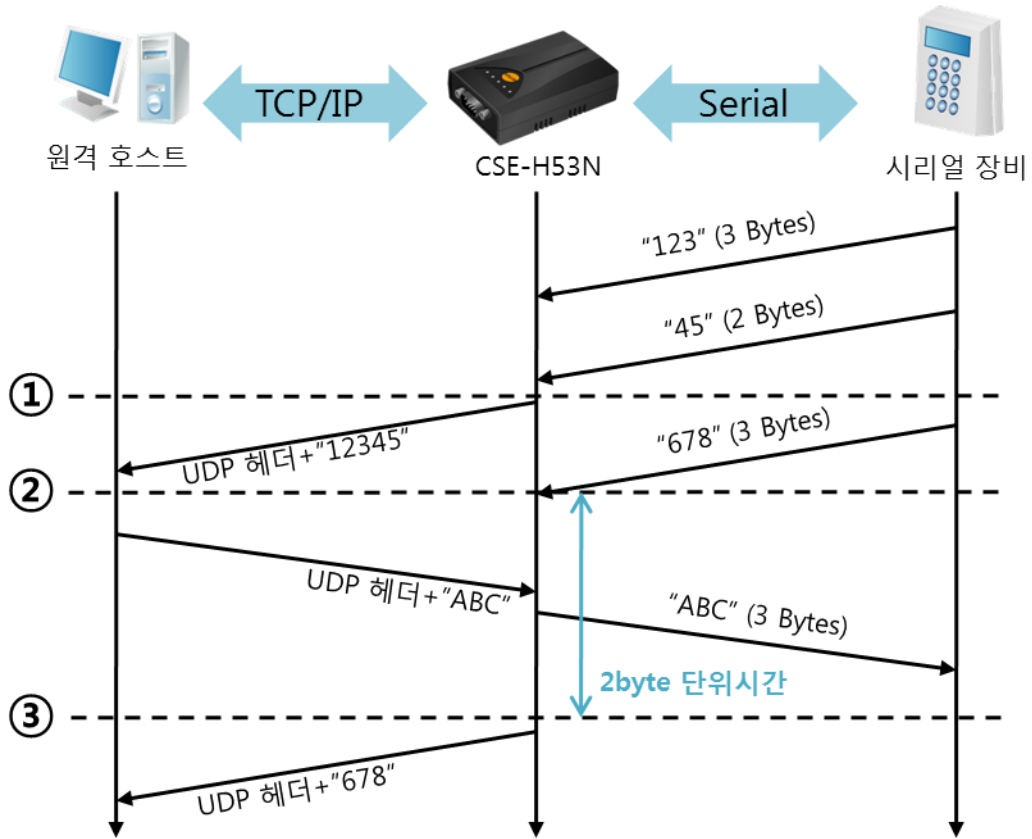 TCP/IP
Serial
원격 호스트
CSE-H53N
시리얼 장비
“123” (3 Bytes)
“45” (2 Bytes)
①
UDP 헤더+”12345”
“678” (3 Bytes)
②
UDP 헤더+”ABC”
“ABC” (3 Bytes)
2byte 단위시간
③
UDP 헤더+”678”